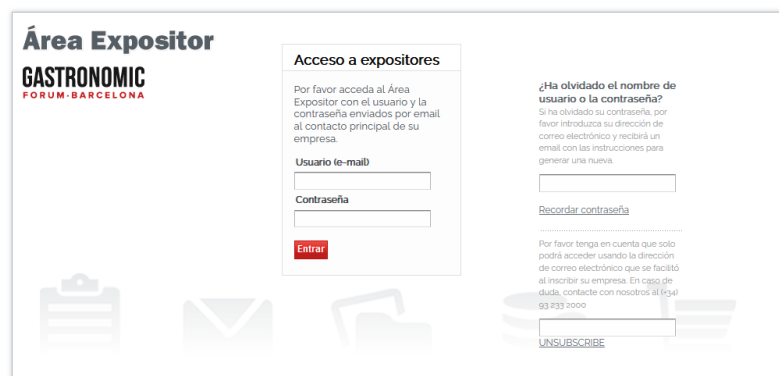 Área Expositor
GASTRONOMIC
FORUM·BARCELONA
Acceso a expositores
Por favor acceda al Área
Expositor con el usuario y la
contraseña enviados por email
al contacto principal de su
empresa.
Usuario (e-mail)
Contraseña
Entrar
¿Ha olvidado el nombre de
usuario o la contraseña?
Si ha olvidado su contraseña, por
favor introduzca su dirección de
correo electrónico y recibirá un
email con las instrucciones para
generar una nueva.
Recordar contraseña
Por favor tenga en cuenta que solo
podrá acceder usando la dirección
de correo electrónico que se facilitó
al inscribir su empresa. En caso de
duda, contacte con nosotros al (+34)
93 233 2000
UNSUBSCRIBE